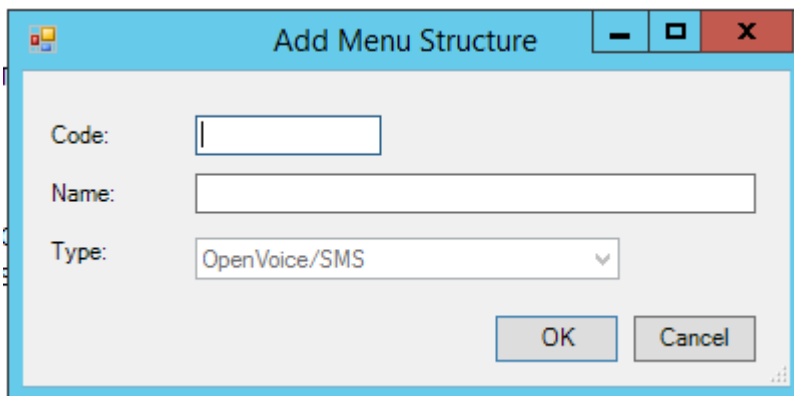 Add Menu Structure
Code:
Name:
Type: OpenVoice/SMS
OK Cancel